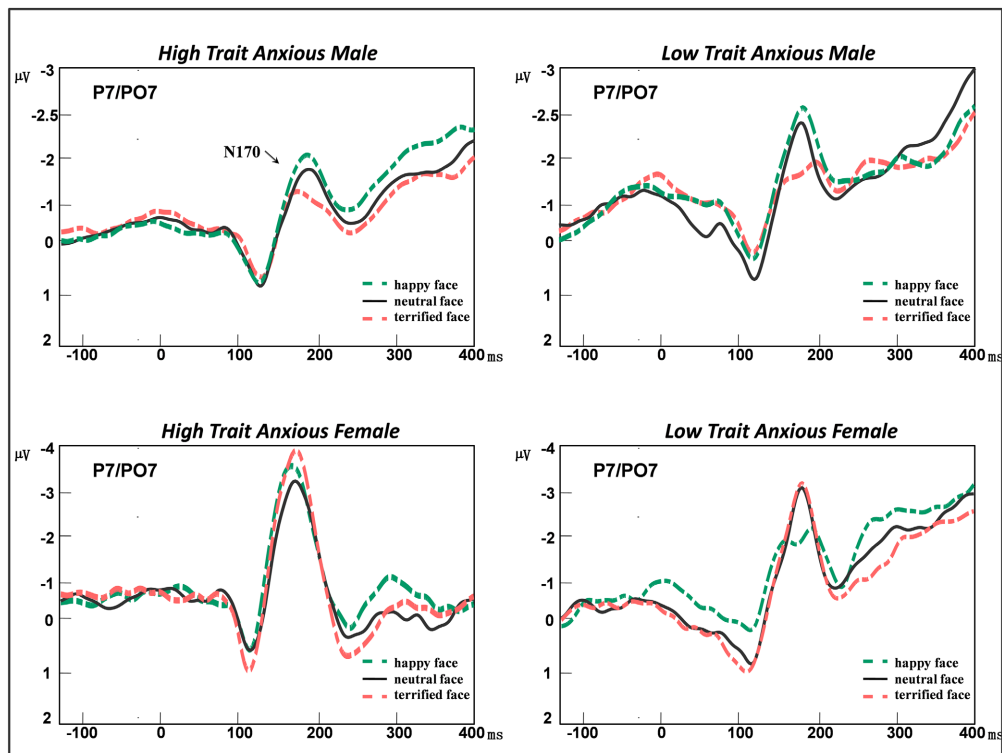 High Trait Anxious Male
μV
-3
-2.5
-2
-1
0
1
2
P7/PO7
N170
happy face
neutral face
terrified face
-100 0 100 200 300 400 ms
Low Trait Anxious Male
μV
-3
-2.5
-2
-1
0
1
2
P7/PO7
happy face
neutral face
terrified face
-100 0 100 200 300 400 ms
High Trait Anxious Female
μV
-4
-3
-2
-1
0
1
2
P7/PO7
happy face
neutral face
terrified face
-100 0 100 200 300 400 ms
Low Trait Anxious Female
μV
-4
-3
-2
-1
0
1
2
P7/PO7
happy face
neutral face
terrified face
-100 0 100 200 300 400 ms